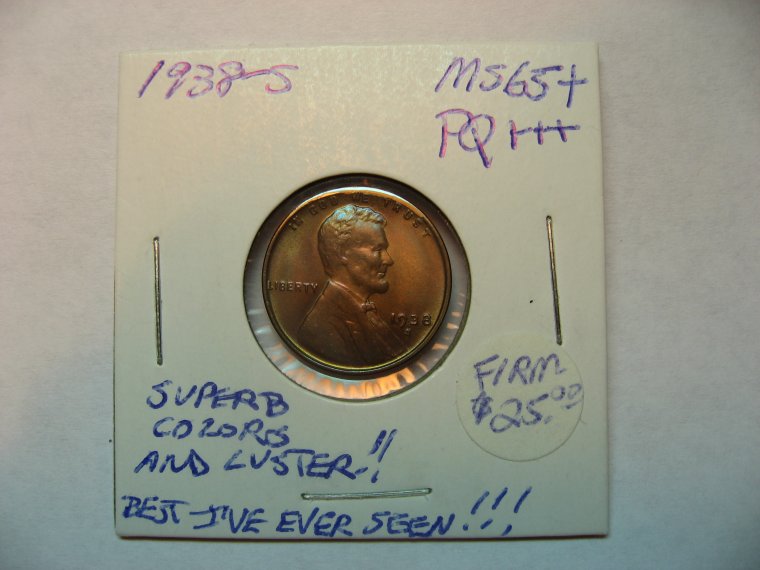 1938-S
MS65+
PQ+++
IN GOD WE TRUST
LIBERTY
1938
S
FIRM
$25.00
SUPERB
COLORS
AND LUSTER!!
BEST I'VE EVER SEEN!!!